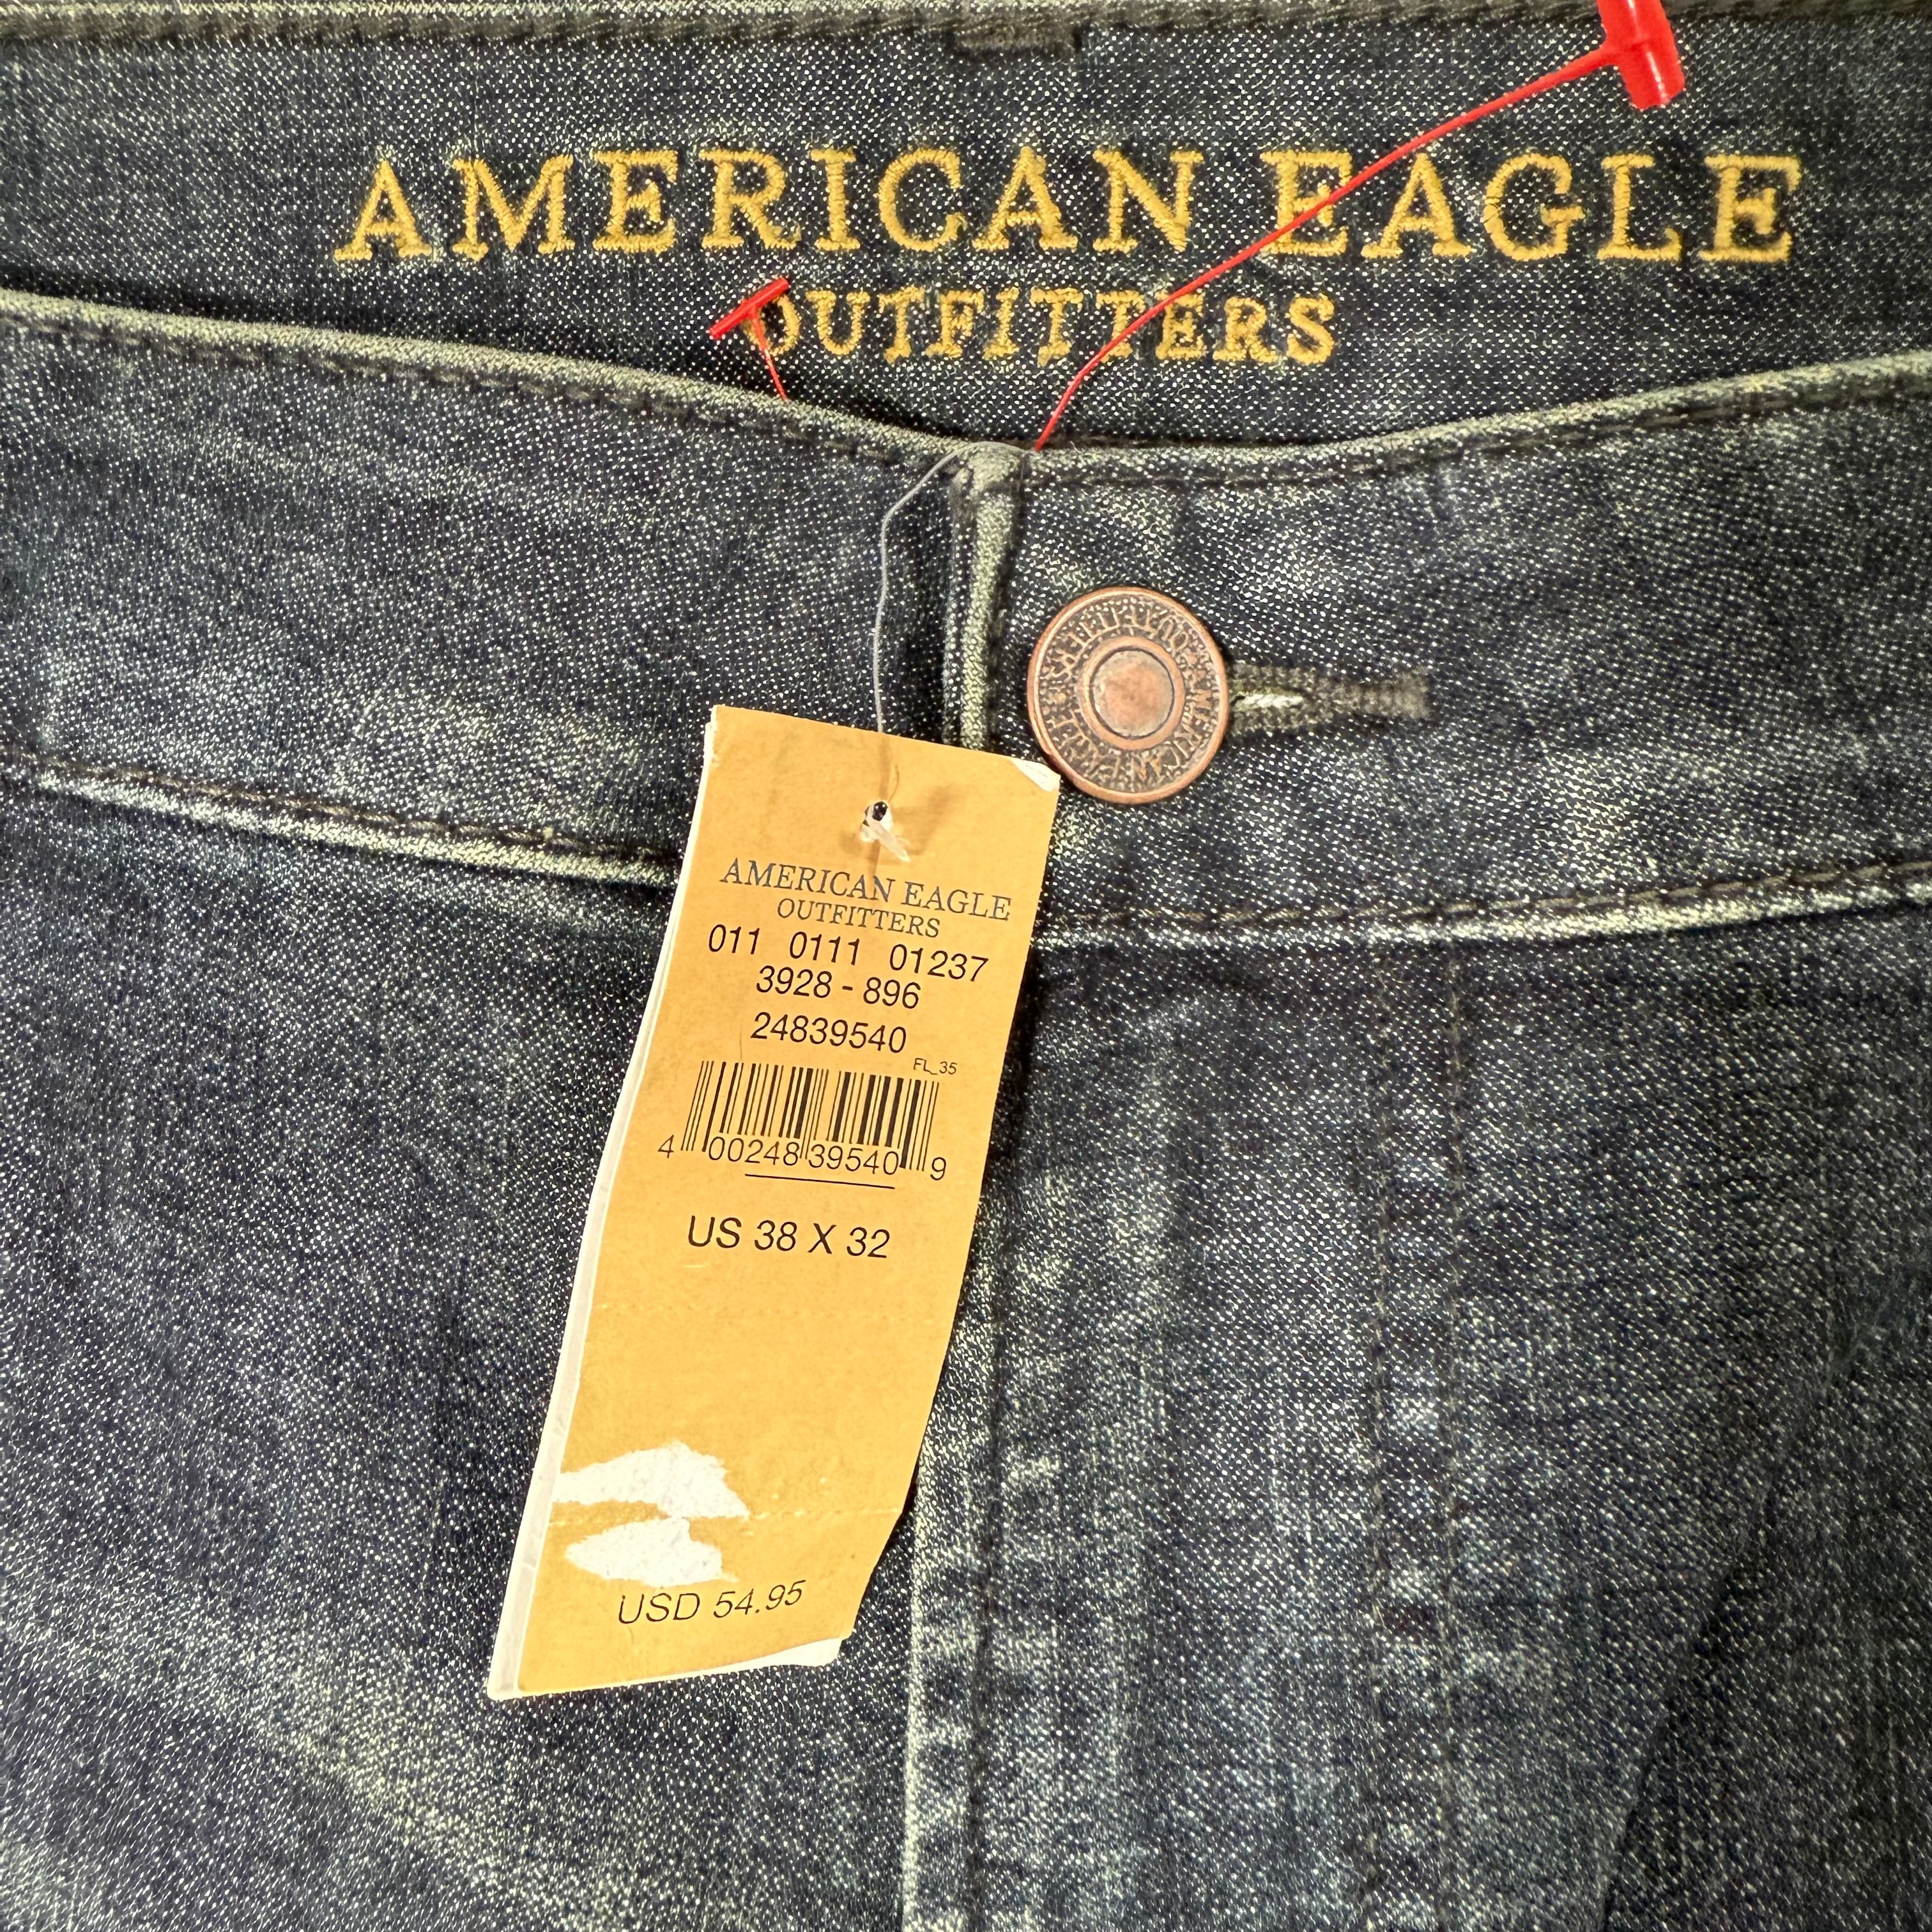 AMERICAN EAGLE
OUTFITTERS
AMERICAN EAGLE
OUTFITTERS
011 0111 01237
3928 - 896
24839540
FL_35
4 00248 39540 9
US 38 X 32
USD 54.95